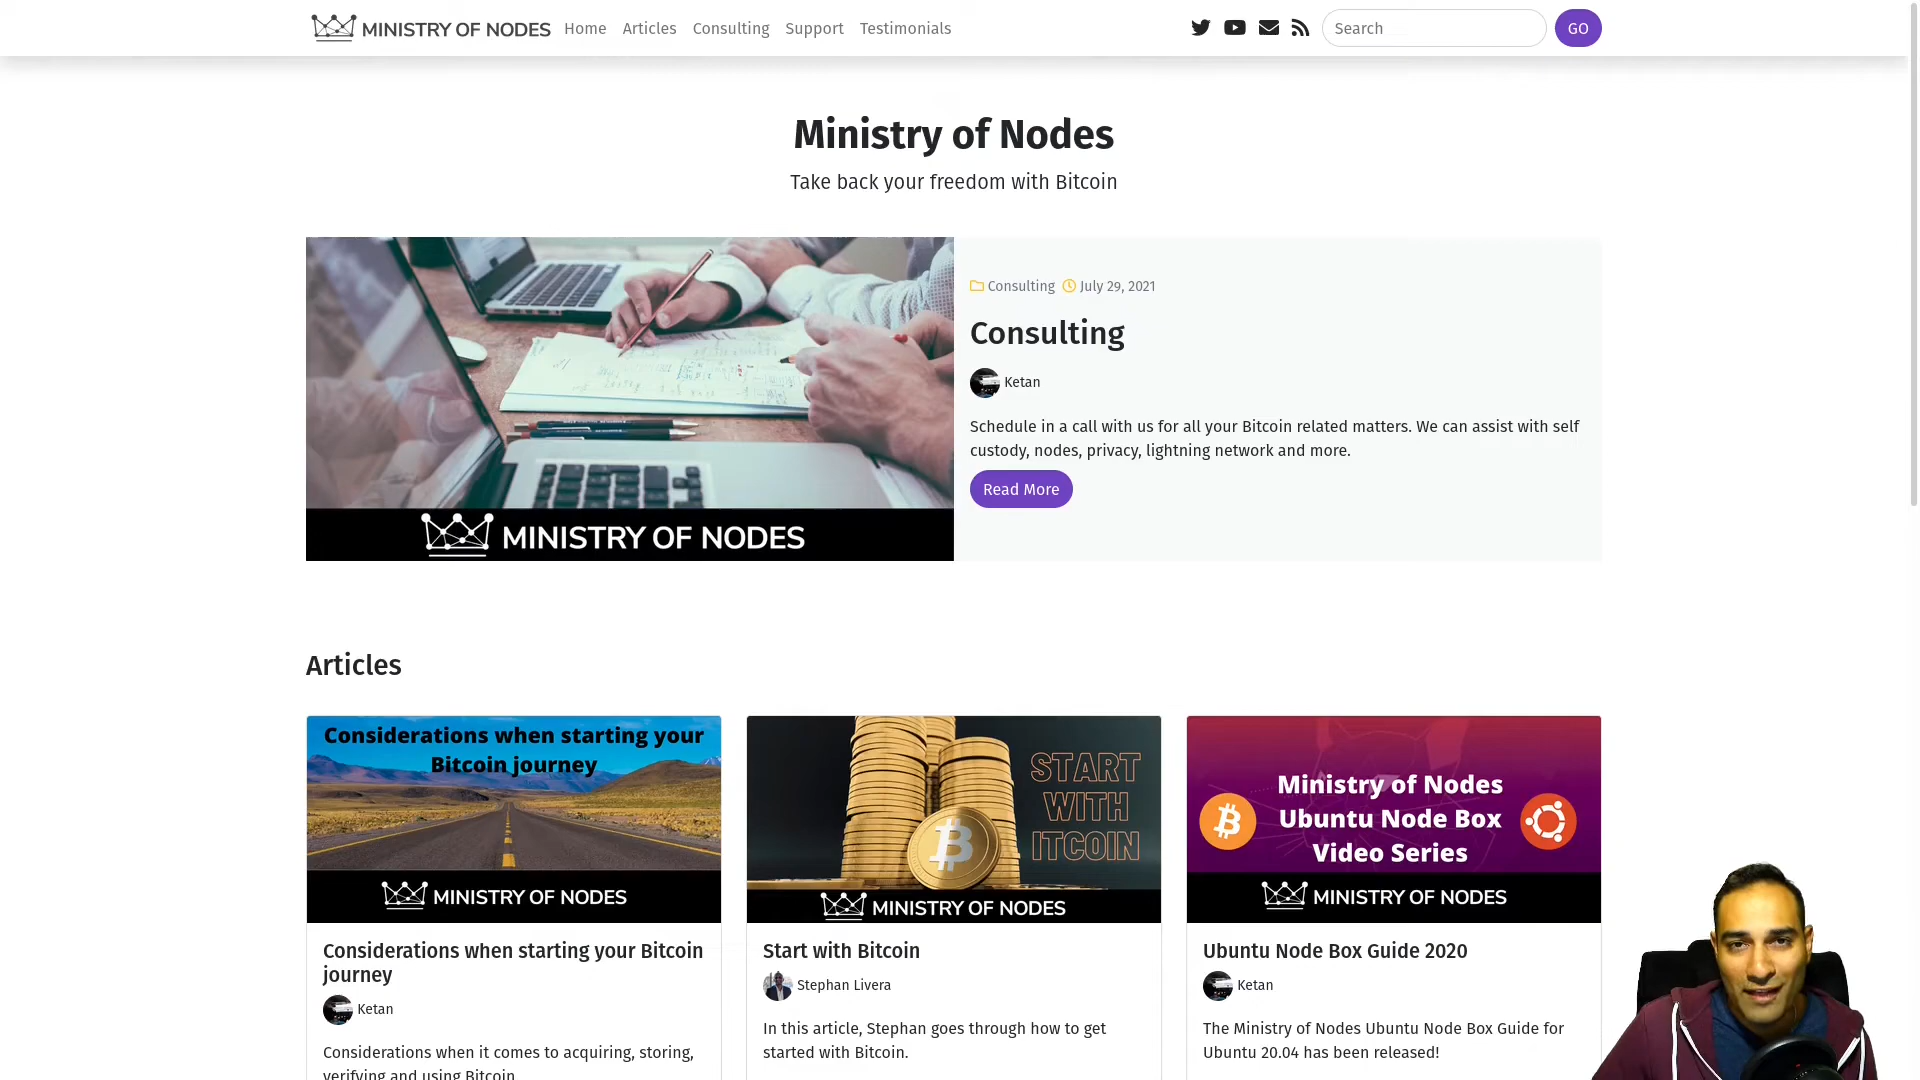 MINISTRY OF NODES
Home
Articles
Consulting
Support
Testimonials
Search
GO
Ministry of Nodes
Take back your freedom with Bitcoin
MINISTRY OF NODES
Consulting
July 29, 2021
Consulting
Ketan
Schedule in a call with us for all your Bitcoin related matters. We can assist with self
custody, nodes, privacy, lightning network and more.
Read More
Articles
Considerations when starting your
Bitcoin journey
MINISTRY OF NODES
Considerations when starting your Bitcoin
journey
Ketan
Considerations when it comes to acquiring, storing,
verifying and using Bitcoin
START
WITH
ITCOIN
MINISTRY OF NODES
Start with Bitcoin
Stephan Livera
In this article, Stephan goes through how to get
started with Bitcoin.
Ministry of Nodes
Ubuntu Node Box
Video Series
MINISTRY OF NODES
Ubuntu Node Box Guide 2020
Ketan
The Ministry of Nodes Ubuntu Node Box Guide for
Ubuntu 20.04 has been released!